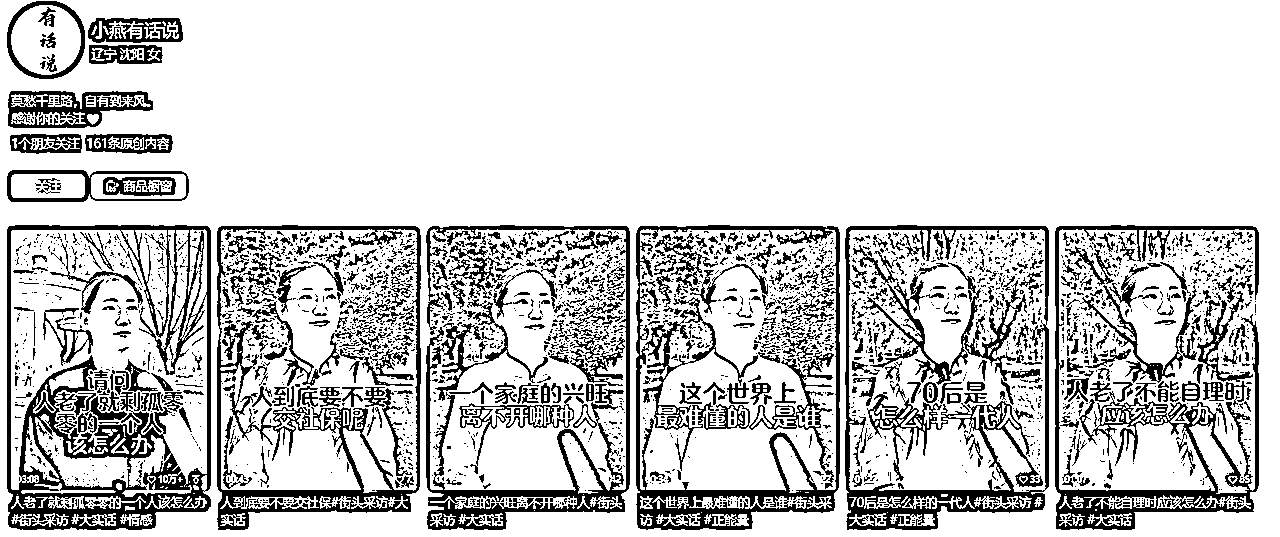 有
话
说
小燕有话说
辽宁 沈阳 女
莫愁千里路，自有到来风。
感谢你的关注
1个朋友关注 161条原创内容
关注
商品橱窗
请问
人老了就剩孤零
零的一个人
该怎么办
03:08
10万+
人老了就剩孤零零的一个人该怎么办
#街头采访 #大实话 #情感
人到底要不要
交社保呢
人到底要不要交社保#街头采访#大
实话
一个家庭的兴旺
离不开哪种人
一个家庭的兴旺离不开哪种人#街头
采访 #大实话
这个世界上
最难懂的人是谁
这个世界上最难懂的人是谁#街头采
访 #大实话 #正能量
70后是
怎么样一代人
70后是怎么样的一代人#街头采访 #
大实话 #正能量
人老了不能自理时
应该怎么办
人老了不能自理时应该怎么办#街头
采访 #大实话